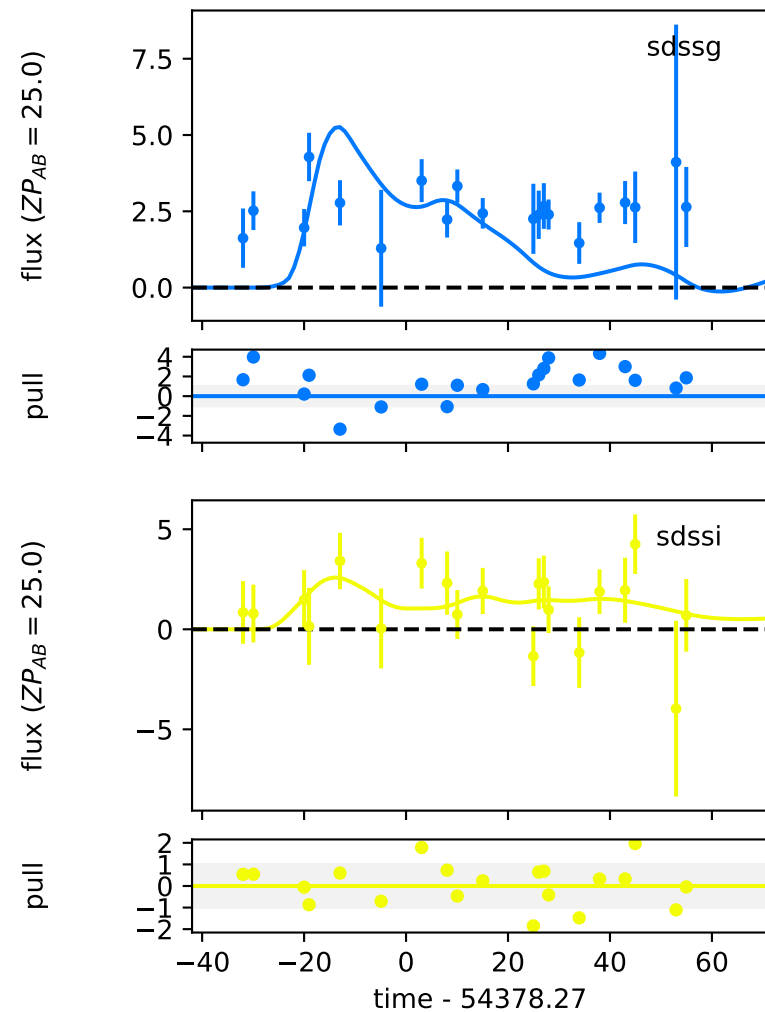 sdssg
flux (ZP_AB = 25.0)
7.5
5.0
2.5
0.0
pull
4
2
0
−2
−4
sdssi
flux (ZP_AB = 25.0)
5
0
−5
pull
2
1
0
−1
−2
−40 −20 0 20 40 60
time - 54378.27